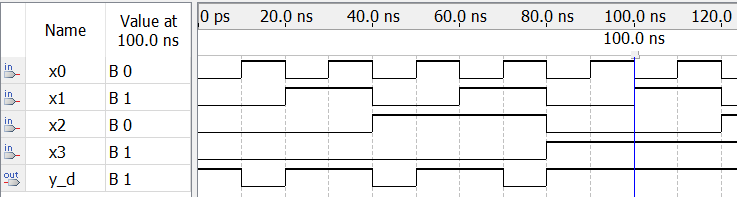 Name Value at 100.0 ns 0 ps 20.0 ns 40.0 ns 60.0 ns 80.0 ns 100.0 ns 120.0
100.0 ns
in x0 B 0
in x1 B 1
in x2 B 0
in x3 B 1
out y_d B 1